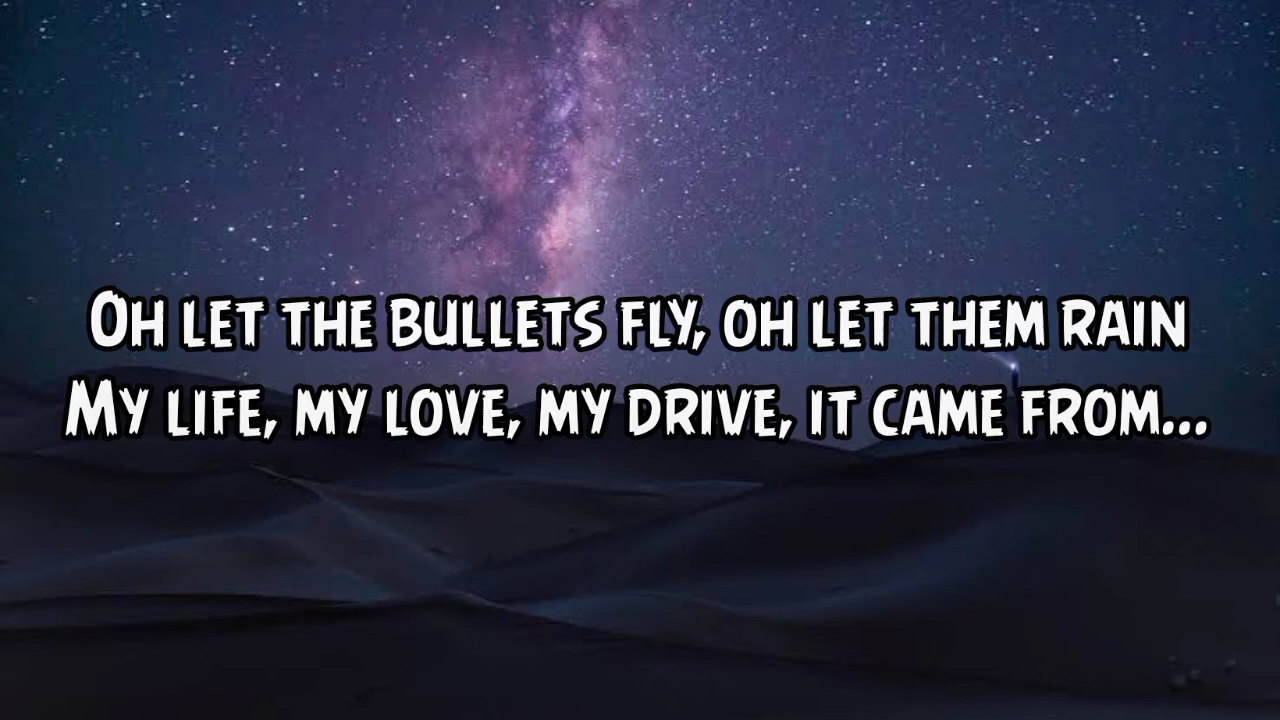 Oh let the bullets fly, oh let them rain
My life, my love, my drive, it came from...